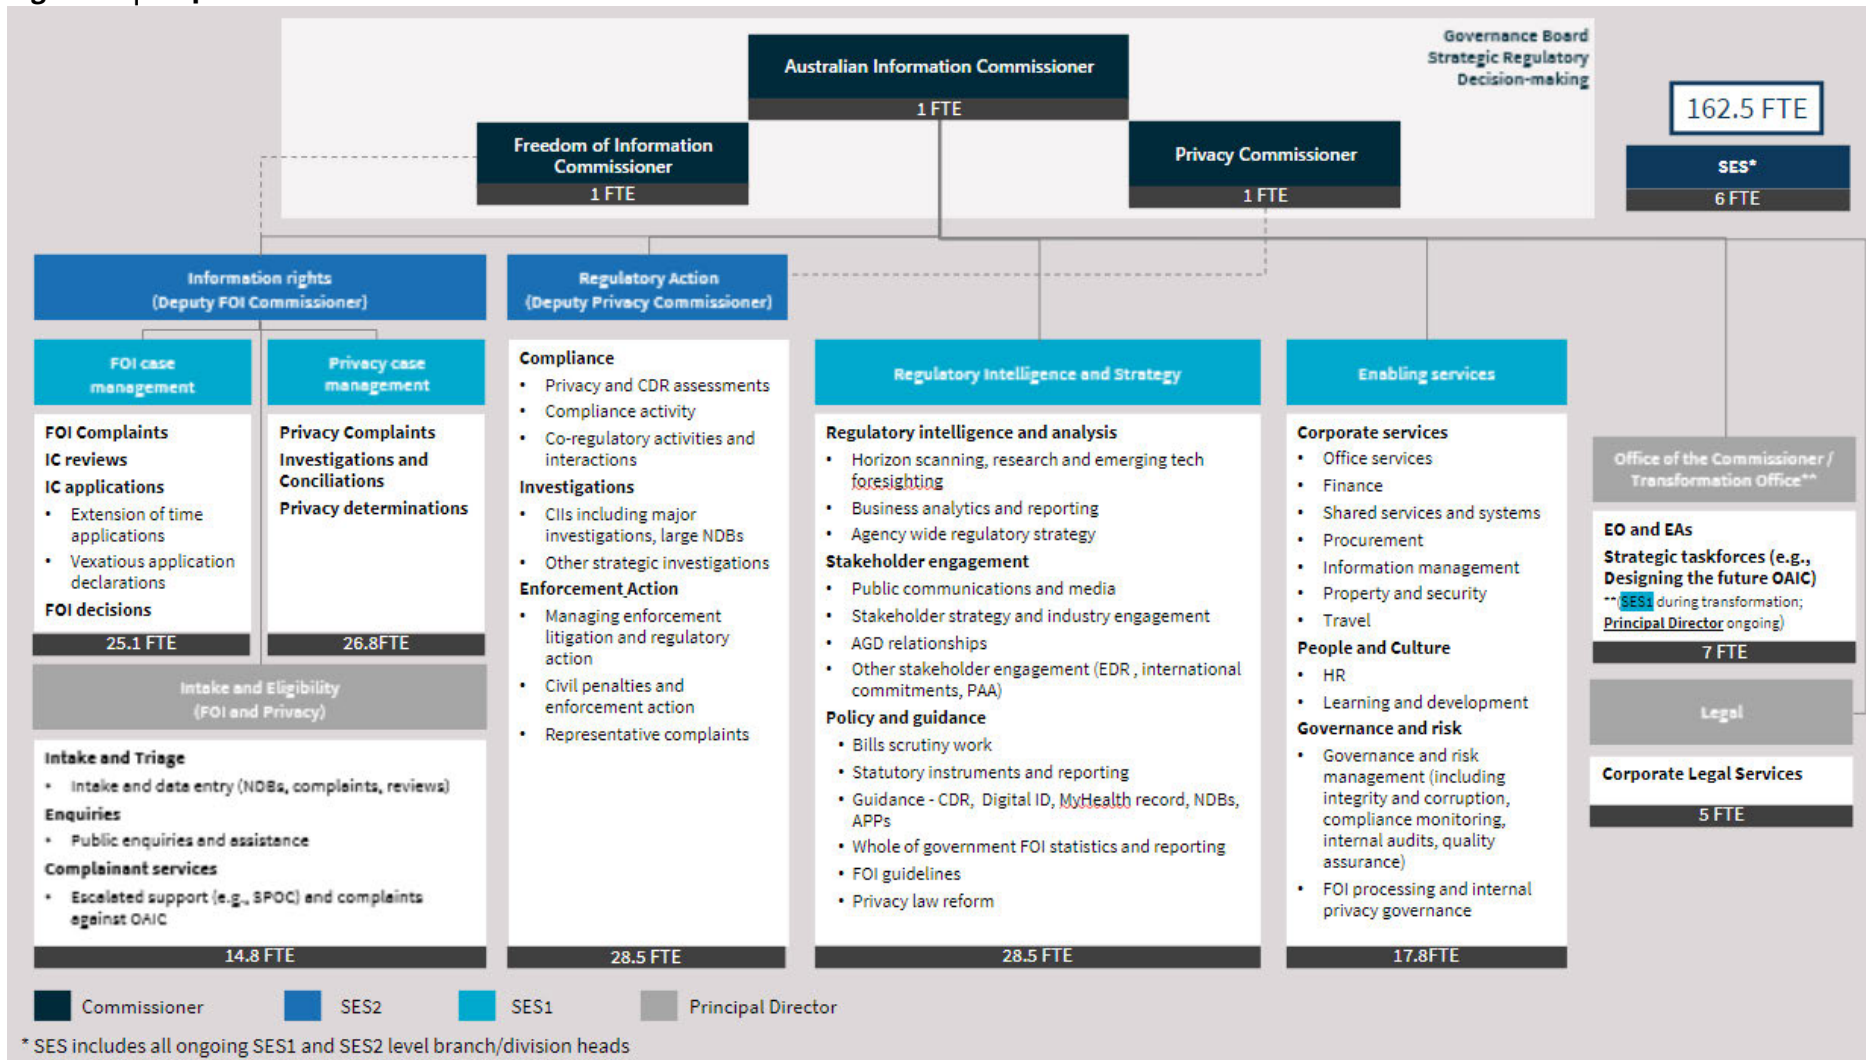 Governance Board
Strategic Regulatory
Decision-making
Australian Information Commissioner
1 FTE
Freedom of Information
Commissioner
1 FTE
Privacy Commissioner
1 FTE
162.5 FTE
SES*
6 FTE
Information rights
(Deputy FOI Commissioner)
Regulatory Action
(Deputy Privacy Commissioner)
FOI case
management
FOI Complaints
IC reviews
IC applications
• Extension of time
applications
• Vexatious application
declarations
FOI decisions
25.1 FTE
Privacy case
management
Privacy Complaints
Investigations and
Conciliations
Privacy determinations
26.8FTE
Intake and Eligibility
(FOI and Privacy)
Intake and Triage
• Intake and data entry (NDBs, complaints, reviews)
Enquiries
• Public enquiries and assistance
Complainant services
• Escalated support (e.g., SPOC) and complaints
against OAIC
14.8 FTE
Compliance
• Privacy and CDR assessments
• Compliance activity
• Co-regulatory activities and
interactions
Investigations
• CIIs including major
investigations, large NDBs
• Other strategic investigations
Enforcement Action
• Managing enforcement
litigation and regulatory
action
• Civil penalties and
enforcement action
• Representative complaints
28.5 FTE
Regulatory Intelligence and Strategy
Regulatory intelligence and analysis
• Horizon scanning, research and emerging tech
foresighting
• Business analytics and reporting
• Agency wide regulatory strategy
Stakeholder engagement
• Public communications and media
• Stakeholder strategy and industry engagement
• AGD relationships
• Other stakeholder engagement (EDR , international
commitments, PAA)
Policy and guidance
• Bills scrutiny work
• Statutory instruments and reporting
• Guidance - CDR, Digital ID, MyHealth record, NDBs,
APPs
• Whole of government FOI statistics and reporting
• FOI guidelines
• Privacy law reform
28.5 FTE
Enabling services
Corporate services
• Office services
• Finance
• Shared services and systems
• Procurement
• Information management
• Property and security
• Travel
People and Culture
• HR
• Learning and development
Governance and risk
• Governance and risk
management (including
integrity and corruption,
compliance monitoring,
internal audits, quality
assurance)
• FOI processing and internal
privacy governance
17.8FTE
Office of the Commissioner /
Transformation Office**
EO and EAs
Strategic taskforces (e.g.,
Designing the future OAIC)
**(SES1 during transformation;
Principal Director ongoing)
7 FTE
Legal
Corporate Legal Services
5 FTE
Commissioner
SES2
SES1
Principal Director
* SES includes all ongoing SES1 and SES2 level branch/division heads